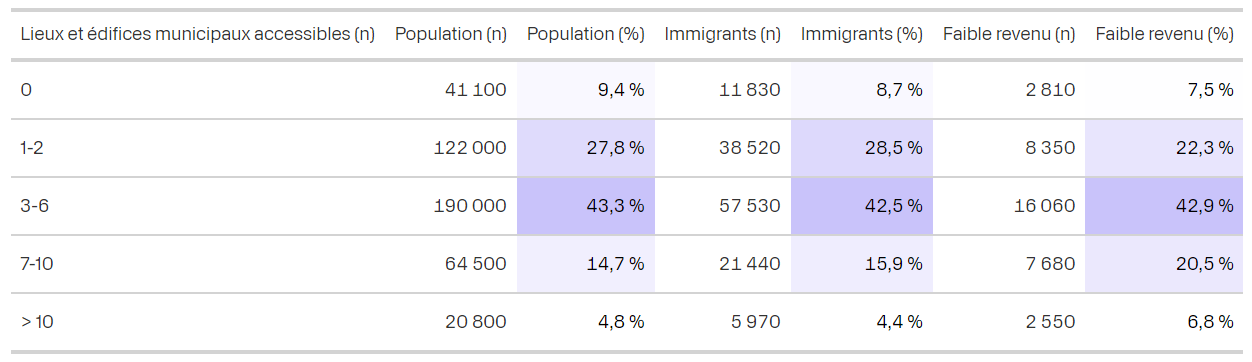 Lieux et édifices municipaux accessibles (n) Population (n) Population (%) Immigrants (n) Immigrants (%) Faible revenu (n) Faible revenu (%)
0 41 100 9,4 % 11 830 8,7 % 2 810 7,5 %
1-2 122 000 27,8 % 38 520 28,5 % 8 350 22,3 %
3-6 190 000 43,3 % 57 530 42,5 % 16 060 42,9 %
7-10 64 500 14,7 % 21 440 15,9 % 7 680 20,5 %
> 10 20 800 4,8 % 5 970 4,4 % 2 550 6,8 %